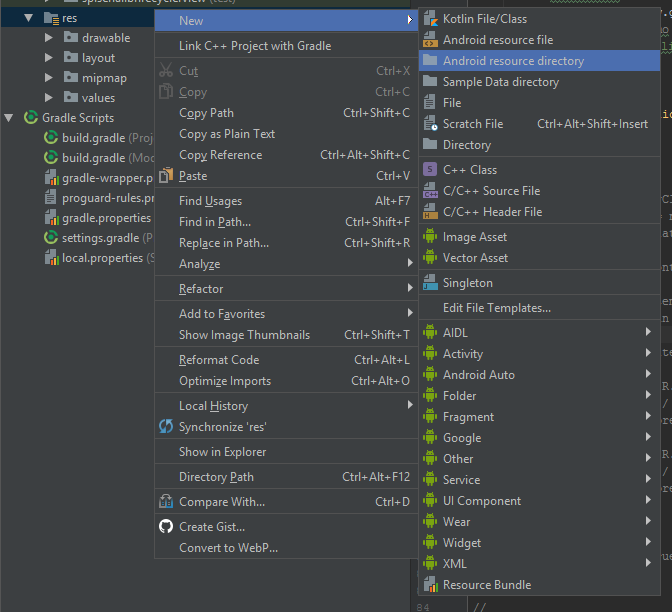 res
drawable
layout
mipmap
values
Gradle Scripts
build.gradle (Proj
build.gradle (Mod
gradle-wrapper.p
proguard-rules.pr
gradle.properties
settings.gradle (P
local.properties (S
New
Link C++ Project with Gradle
Cut Ctrl+X
Copy Ctrl+C
Copy Path Ctrl+Shift+C
Copy as Plain Text
Copy Reference Ctrl+Alt+Shift+C
Paste Ctrl+V
Find Usages Alt+F7
Find in Path... Ctrl+Shift+F
Replace in Path... Ctrl+Shift+R
Analyze
Refactor
Add to Favorites
Show Image Thumbnails Ctrl+Shift+T
Reformat Code Ctrl+Alt+L
Optimize Imports Ctrl+Alt+O
Local History
Synchronize 'res'
Show in Explorer
Directory Path Ctrl+Alt+F12
Compare With... Ctrl+D
Create Gist...
Convert to WebP...
Kotlin File/Class
Android resource file
Android resource directory
Sample Data directory
File
Scratch File Ctrl+Alt+Shift+Insert
Directory
C++ Class
C/C++ Source File
C/C++ Header File
Image Asset
Vector Asset
Singleton
Edit File Templates...
AIDL
Activity
Android Auto
Folder
Fragment
Google
Other
Service
UI Component
Wear
Widget
XML
Resource Bundle
84 //